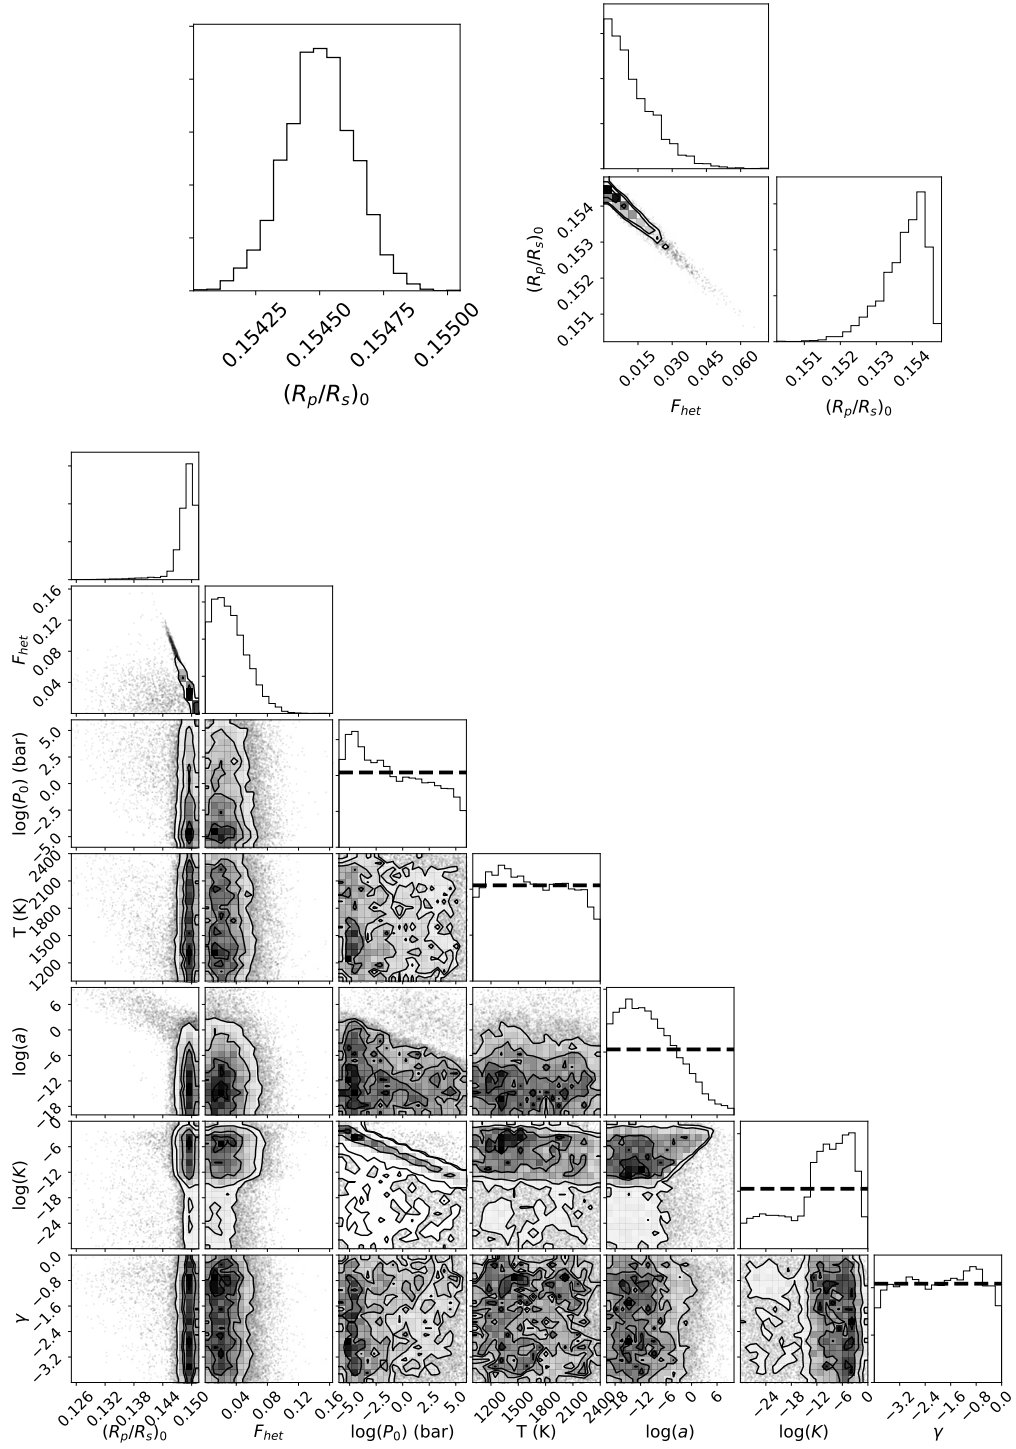 0.15425 0.15450 0.15475 0.15500
(R_p/R_s)_0
0.154
0.153
0.152
0.151
(R_p/R_s)_0
0.015 0.030 0.045 0.060
F_het
0.151 0.152 0.153 0.154
(R_p/R_s)_0
0.16
0.12
0.08
0.04
F_het
5.0
2.5
0.0
−2.5
−5.0
log(P_0) (bar)
2400
2100
1800
1500
1200
T (K)
6
0
−6
−12
−18
log(a)
−0
−6
−12
−18
−24
log(K)
0.0
−0.8
−1.6
−2.4
−3.2
γ
0.126 0.132 0.138 0.144 0.150
(R_p/R_s)_0
0.04 0.08 0.12 0.16
F_het
−5.0 −2.5 0.0 2.5 5.0
log(P_0) (bar)
1200 1500 1800 2100 2400
T (K)
−18 −12 −6 0 6
log(a)
−24 −18 −12 −6 0
log(K)
−3.2 −2.4 −1.6 −0.8 0.0
γ